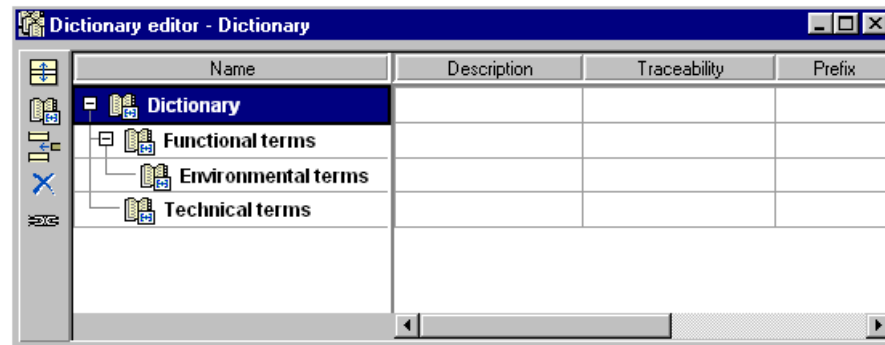 Dictionary editor - Dictionary
Name Description Traceability Prefix
Dictionary
Functional terms
Environmental terms
Technical terms